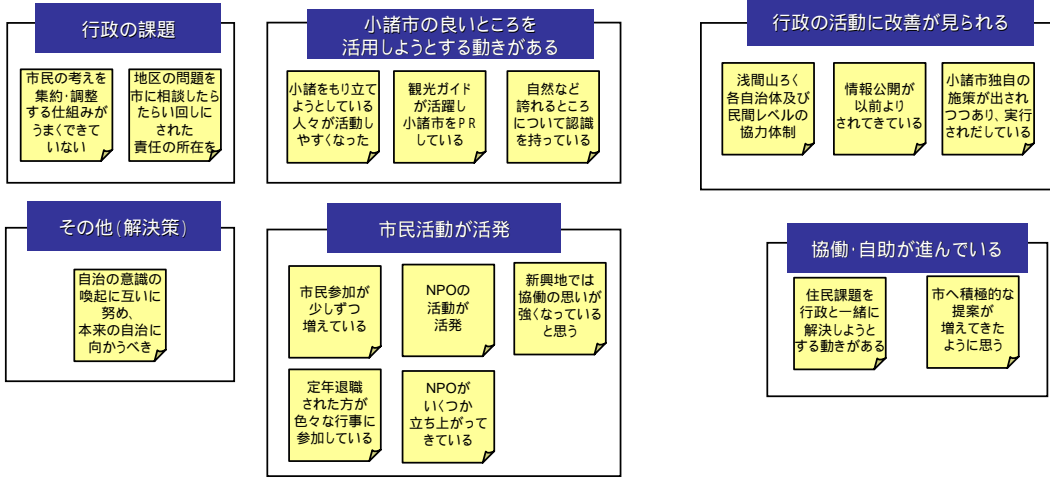 行政の課題
市民の考えを
集約・調整
する仕組みが
うまくできて
いない
地区の問題を
市に相談したら
たらい回しに
された
責任の所在を
小諸市の良いところを
活用しようとする動きがある
小諸をもり立て
ようとしている
人々が活動し
やすくなった
観光ガイド
が活躍し
小諸市をPR
している
自然など
誇れるところ
について認識
を持っている
行政の活動に改善が見られる
浅間山ろく
各自治体及び
民間レベルの
協力体制
情報公開が
以前より
されてきている
小諸市独自の
施策が出され
つつあり、実行
されだしている
その他(解決策)
自治の意識の
喚起に互いに
努め、
本来の自治に
向かうべき
市民活動が活発
市民参加が
少しずつ
増えている
NPOの
活動が
活発
新興地では
協働の思いが
強くなっている
と思う
定年退職
された方が
色々な行事に
参加している
NPOが
いくつか
立ち上がって
きている
協働・自助が進んでいる
住民課題を
行政と一緒に
解決しようと
する動きがある
市へ積極的な
提案が
増えてきた
ように思う